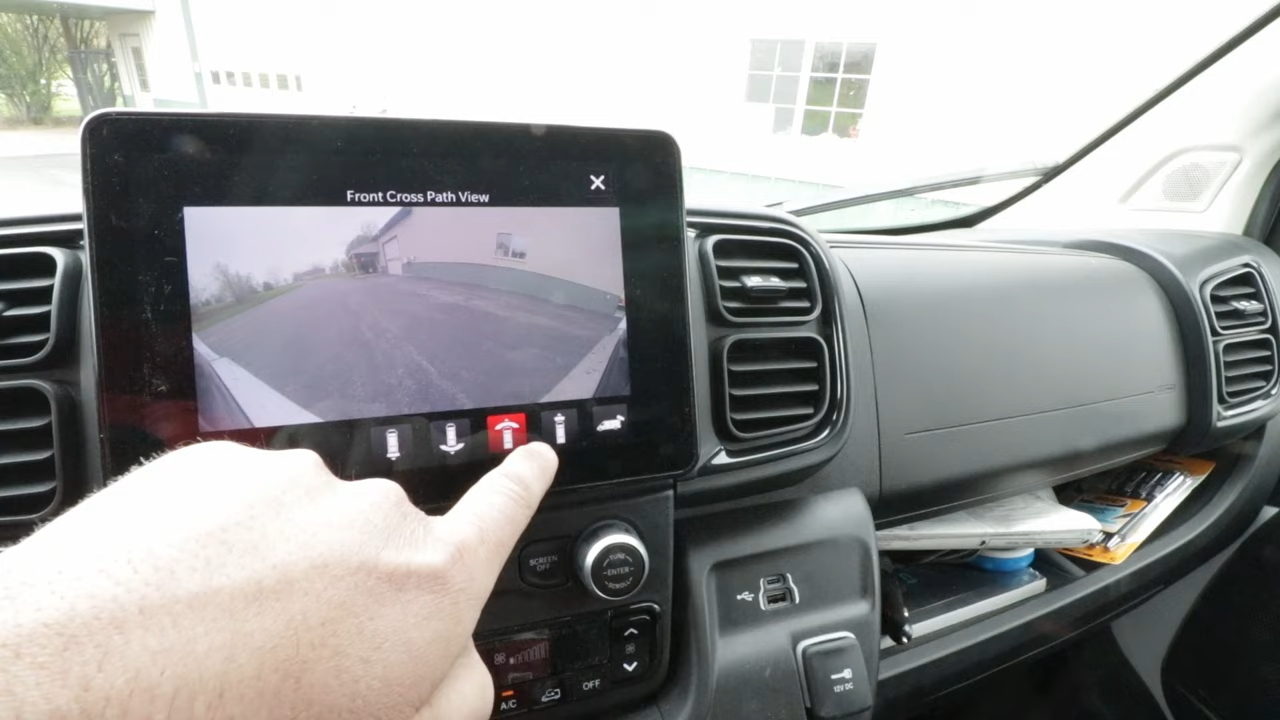 Front Cross Path View
SCREEN
OFF
TUNE
ENTER
SCROLL
A/C
OFF
12V DC